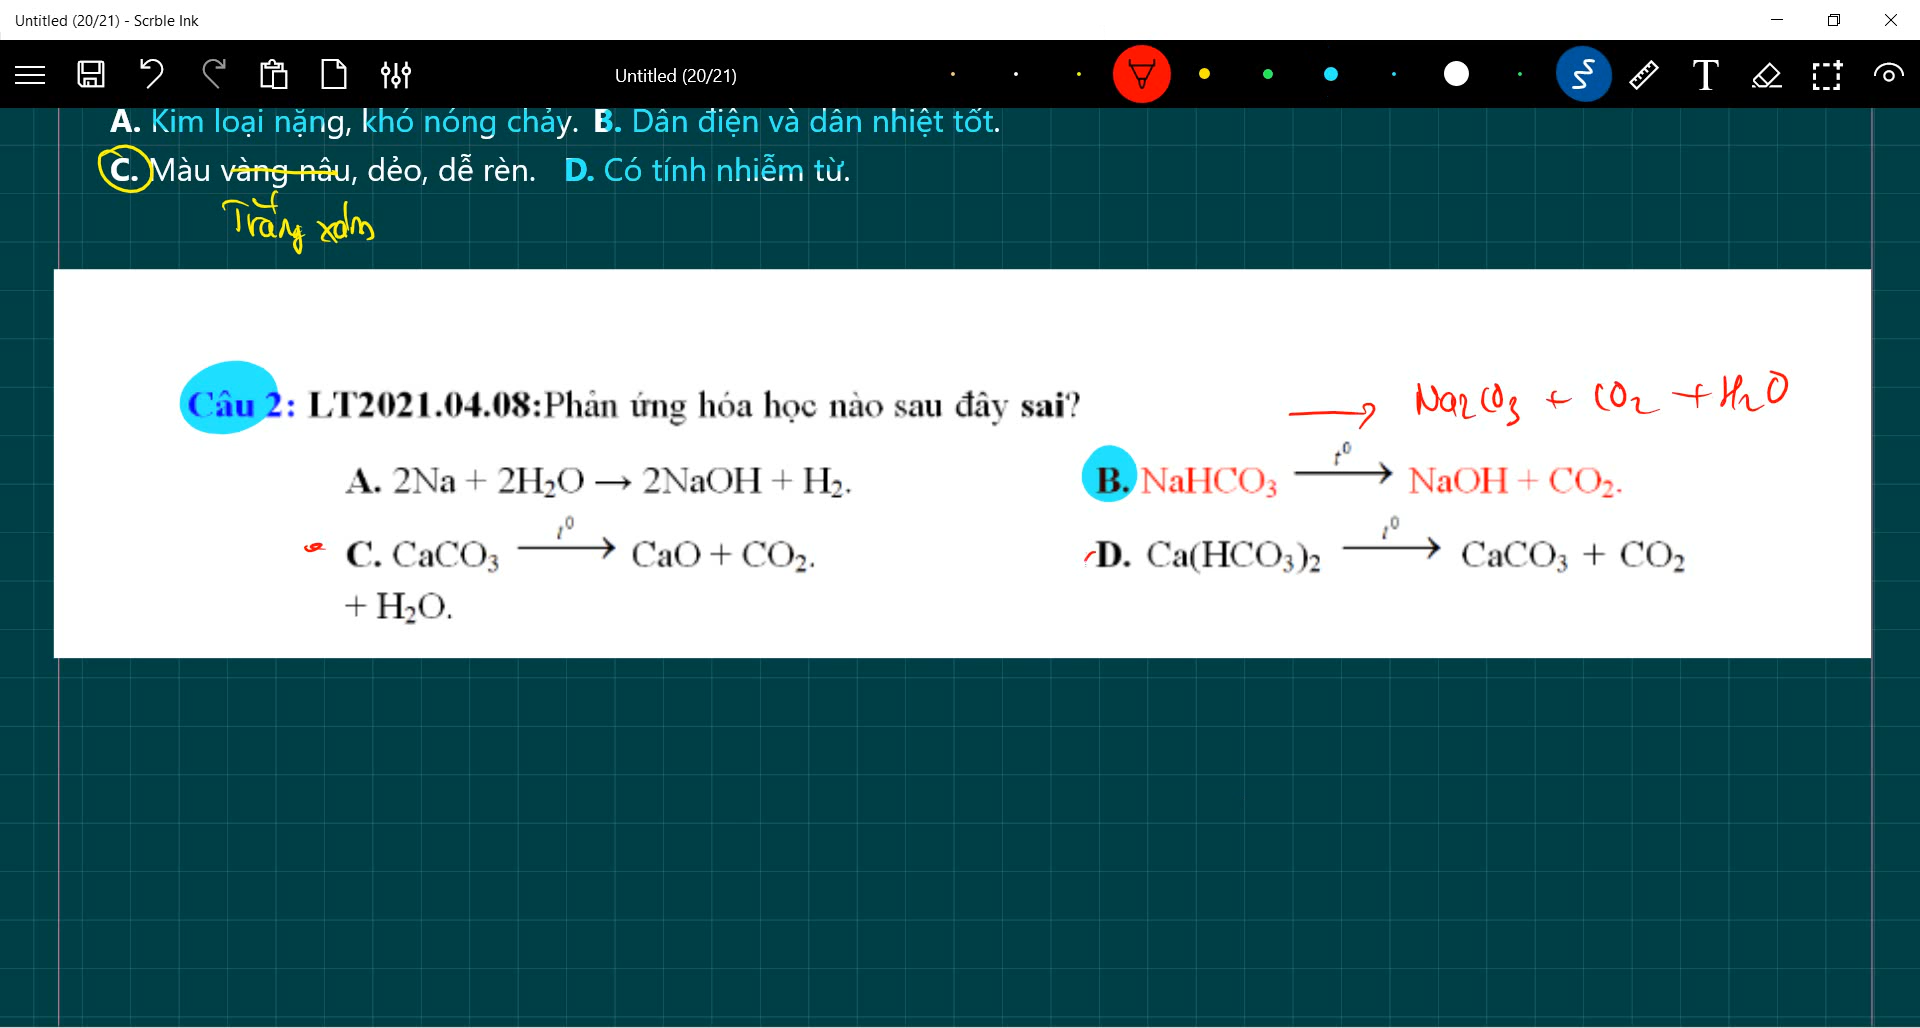 Untitled (20/21) - Scrble Ink
Untitled (20/21)
T
A. Kim loại nặng, khó nóng chảy. B. Dẫn điện và dẫn nhiệt tốt.
C. Màu vàng nâu, dẻo, dễ rèn. D. Có tính nhiễm từ.
Trắng xám
→ Na₂CO₃ + CO₂ + H₂O
Câu 2: LT2021.04.08:Phản ứng hóa học nào sau đây sai?
A. 2Na + 2H₂O → 2NaOH + H₂. B. NaHCO₃ —t⁰→ NaOH + CO₂.
C. CaCO₃ —t⁰→ CaO + CO₂. D. Ca(HCO₃)₂ —t⁰→ CaCO₃ + CO₂
+ H₂O.